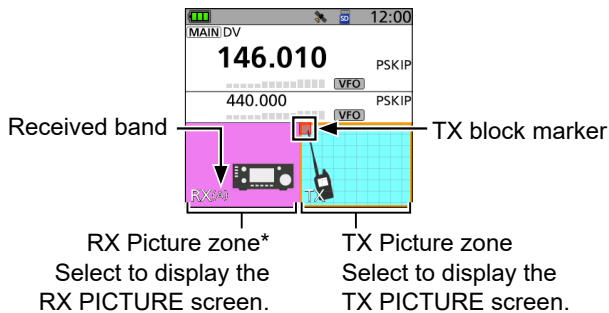 SD 12:00
MAIN DV
146.010 PSKIP
VFO
440.000 PSKIP
VFO
Received band
TX block marker
RX(A)
TX
RX Picture zone*
Select to display the
RX PICTURE screen.
TX Picture zone
Select to display the
TX PICTURE screen.